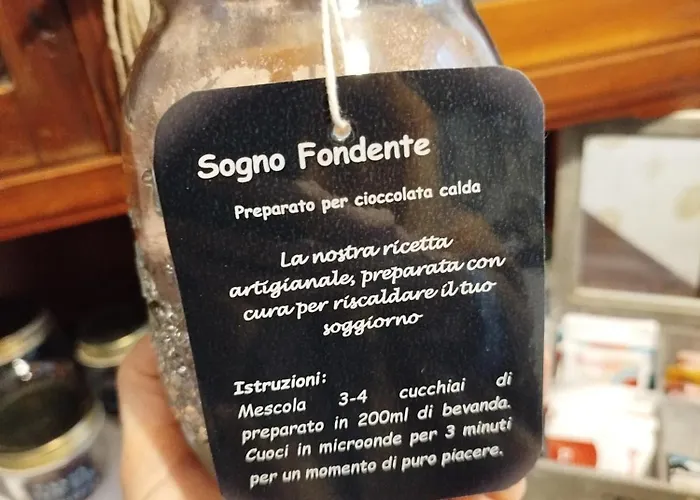 Sogno Fondente
Preparato per cioccolata calda
La nostra ricetta
artigianale, preparata con
cura per riscaldare il tuo
soggiorno
Istruzioni:
Mescola 3-4 cucchiai di
preparato in 200ml di bevanda.
Cuoci in microonde per 3 minuti
per un momento di puro piacere.